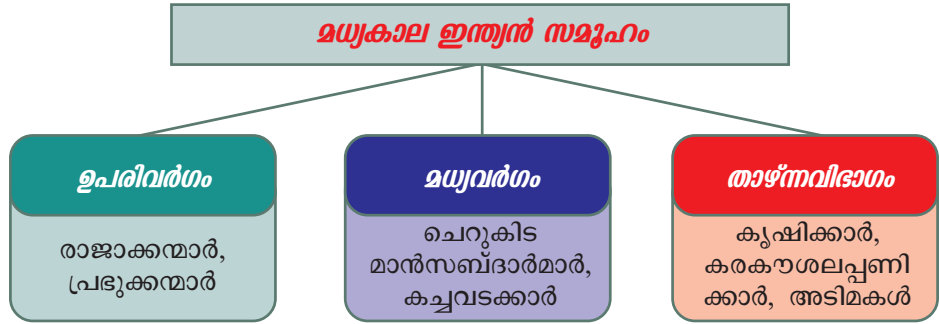 മധ്യകാല ഇന്ത്യൻ സമൂഹം
ഉപരിവർഗം
രാജാക്കന്മാർ,
പ്രഭുക്കന്മാർ
മധ്യവർഗം
ചെറുകിട
മാൻസബ്ദാർമാർ,
കച്ചവടക്കാർ
താഴ്ന്നവിഭാഗം
കൃഷിക്കാർ,
കരകൗശലപ്പണി
ക്കാർ, അടിമകൾ